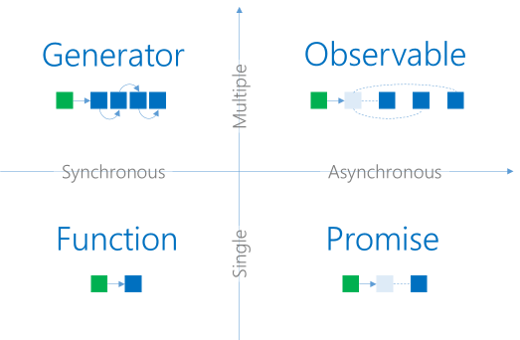 Generator
Observable
Multiple
Synchronous
Asynchronous
Function
Promise
Single